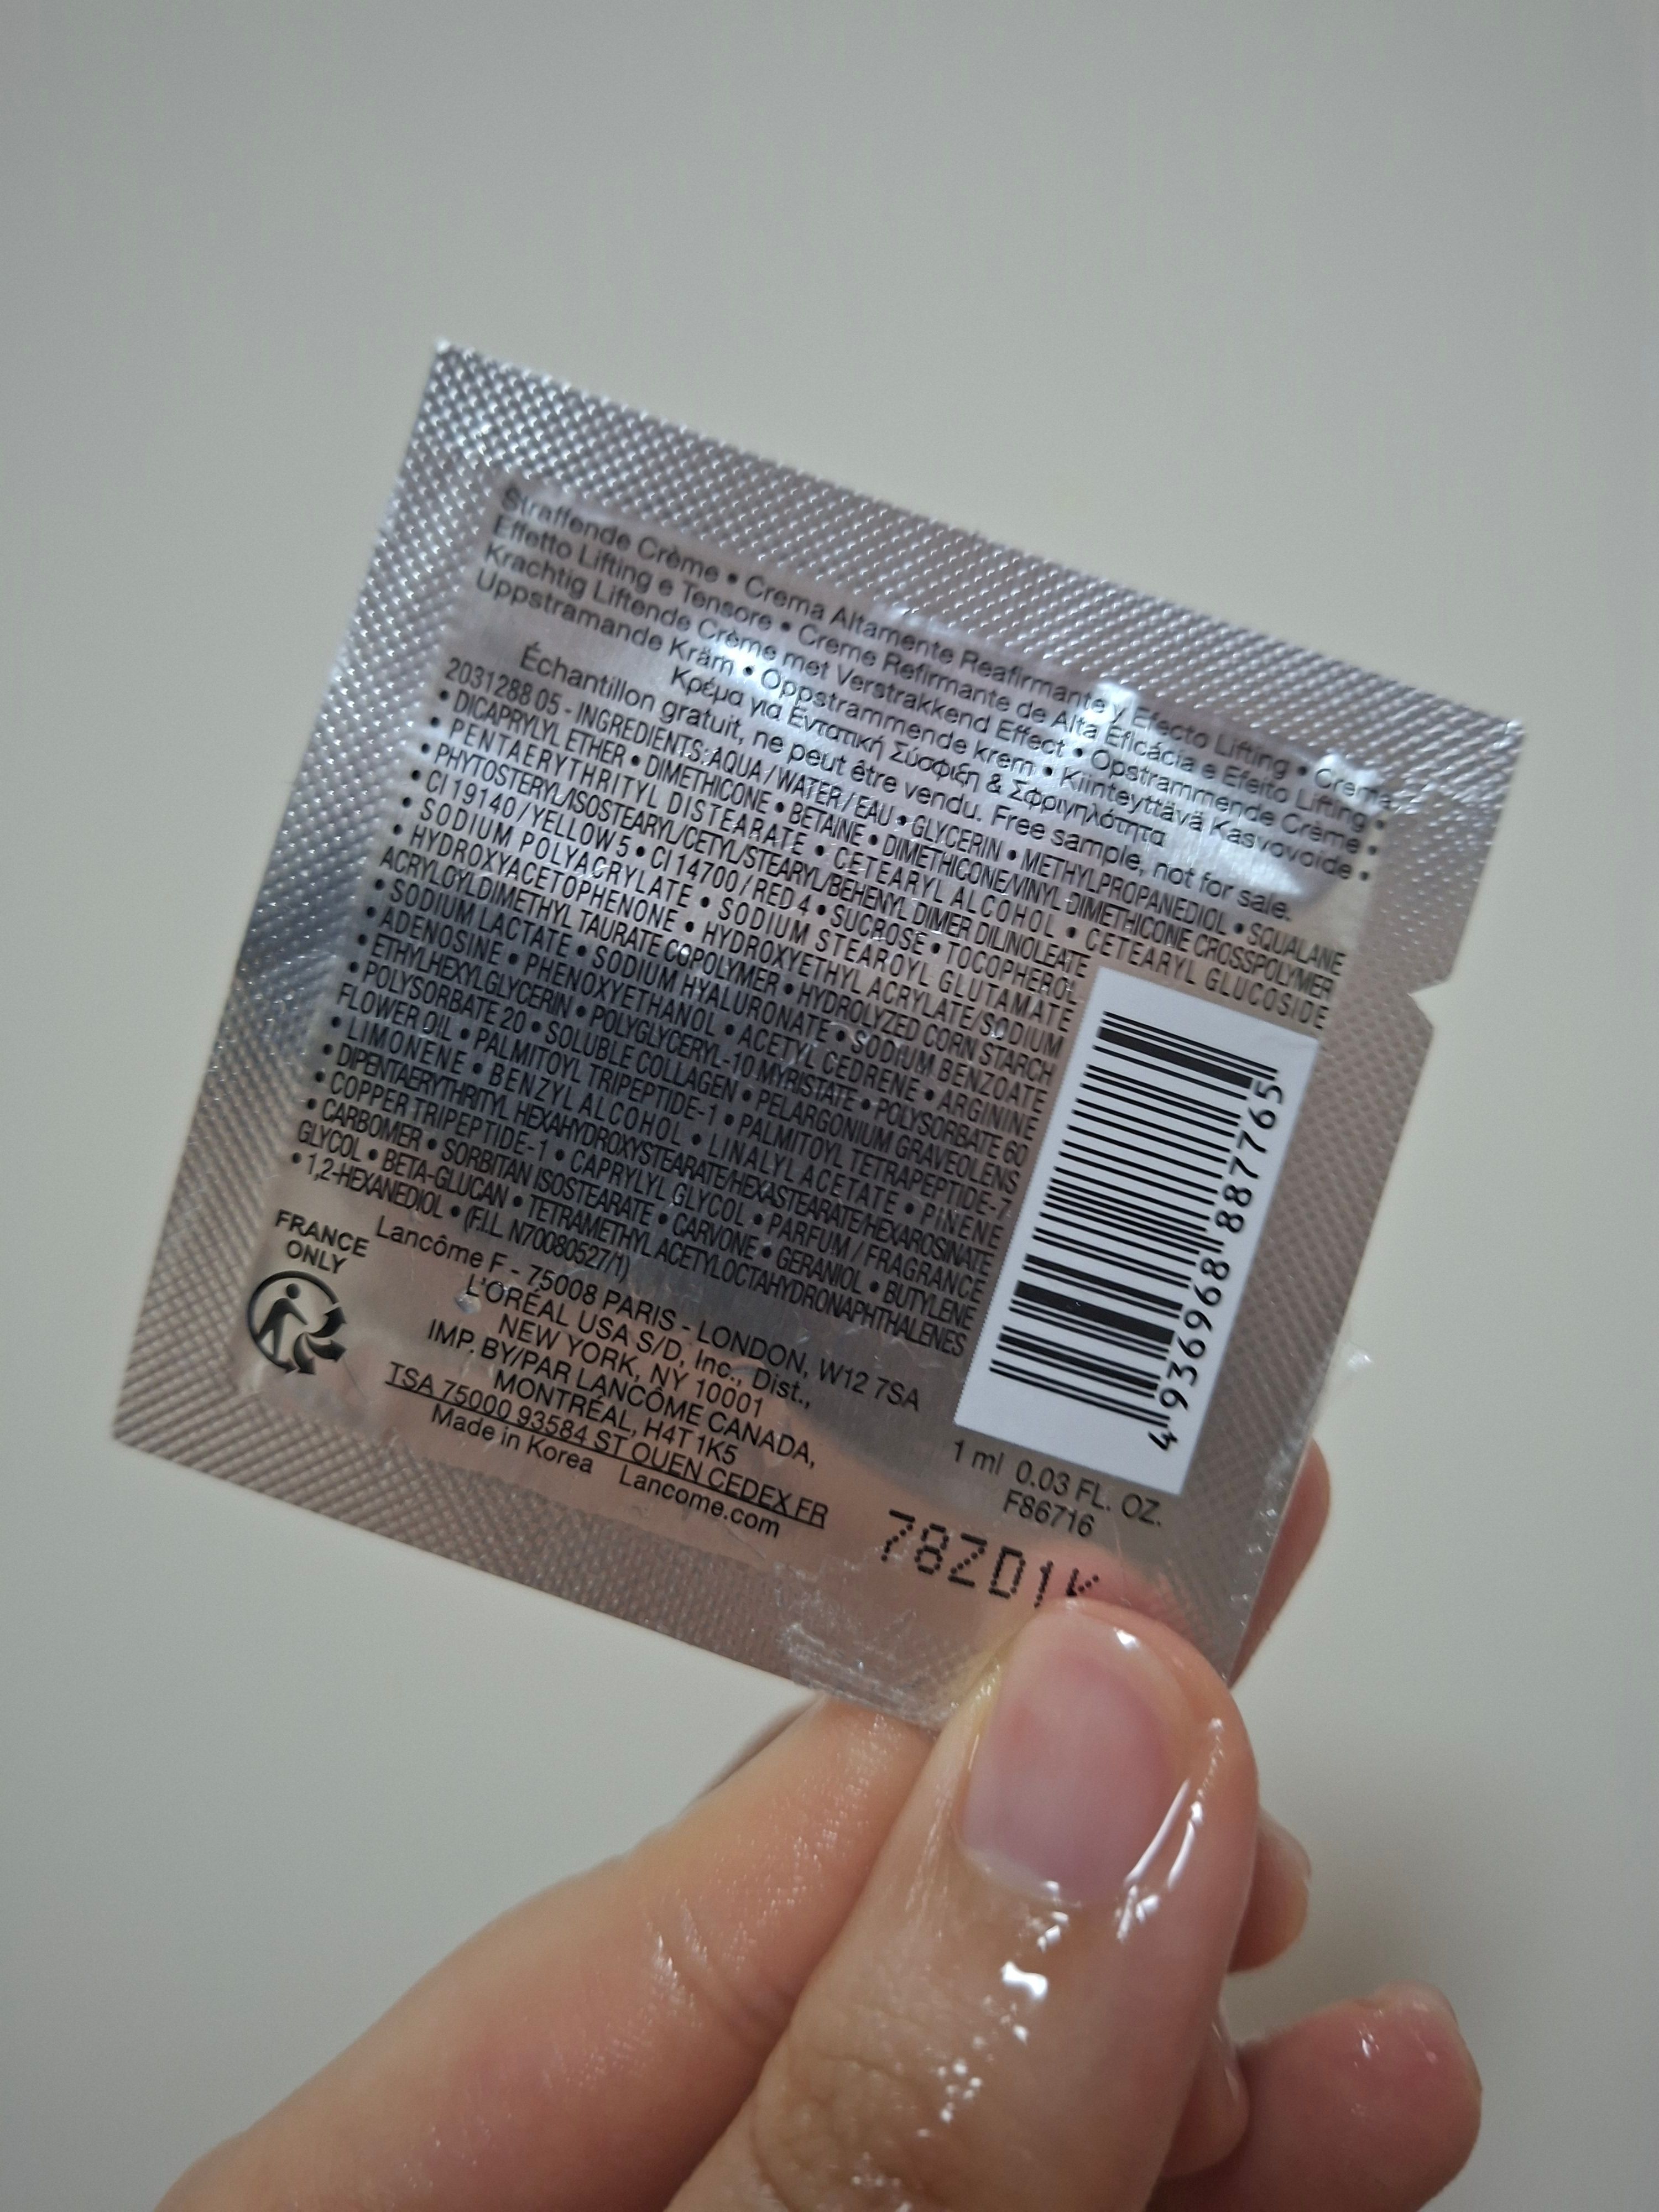 Straffende Crème • Crema Altamente Reafirmante y Efecto Lifting • Crema
Effetto Lifting e Tensore • Creme Refirmante de Alta Eficácia e Efeito Lifting •
Krachtig Liftende Crème met Verstrakkend Effect • Opstrammende Crème •
Uppstramande Kräm • Oppstrammende krem • Kiinteyttävä Kasvovoide •
Κρέμα για Εντατική Σύσφιξη & Σφριγηλότητα
Échantillon gratuit, ne peut être vendu. Free sample, not for sale.
2031288 05 - INGREDIENTS: AQUA / WATER / EAU • GLYCERIN • METHYLPROPANEDIOL • SQUALANE
• DICAPRYLYL ETHER • DIMETHICONE • BETAINE • DIMETHICONE/VINYL DIMETHICONE CROSSPOLYMER
• PENTAERYTHRITYL DISTEARATE • CETEARYL ALCOHOL • CETEARYL GLUCOSIDE
• PHYTOSTERYL/ISOSTEARYL/CETYL/STEARYL/BEHENYL DIMER DILINOLEATE
• CI 19140 / YELLOW 5 • CI 14700 / RED 4 • SUCROSE • TOCOPHEROL
• SODIUM POLYACRYLATE • SODIUM STEAROYL GLUTAMATE
• HYDROXYACETOPHENONE • HYDROXYETHYL ACRYLATE/SODIUM
ACRYLOYLDIMETHYL TAURATE COPOLYMER • HYDROLYZED CORN STARCH
• SODIUM LACTATE • SODIUM HYALURONATE • SODIUM BENZOATE
• ADENOSINE • PHENOXYETHANOL • ACETYL CEDRENE • ARGININE
• ETHYLHEXYLGLYCERIN • POLYGLYCERYL-10 MYRISTATE • POLYSORBATE 60
• POLYSORBATE 20 • SOLUBLE COLLAGEN • PELARGONIUM GRAVEOLENS
FLOWER OIL • PALMITOYL TRIPEPTIDE-1 • PALMITOYL TETRAPEPTIDE-7
• LIMONENE • BENZYL ALCOHOL • LINALYL ACETATE • PINENE
• DIPENTAERYTHRITYL HEXAHYDROXYSTEARATE/HEXASTEARATE/HEXAROSINATE
• COPPER TRIPEPTIDE-1 • CAPRYLYL GLYCOL • PARFUM / FRAGRANCE
• CARBOMER • SORBITAN ISOSTEARATE • CARVONE • GERANIOL • BUTYLENE
GLYCOL • BETA-GLUCAN • TETRAMETHYL ACETYLOCTAHYDRONAPHTHALENES
• 1,2-HEXANEDIOL • (F.I.L. N70080527/1)
4 936968 887765
FRANCE
ONLY
Lancôme F - 75008 PARIS - LONDON, W12 7SA
L'ORÉAL USA S/D, Inc., Dist.,
NEW YORK, NY 10001
IMP. BY/PAR LANCÔME CANADA,
MONTRÉAL, H4T 1K5
TSA 75000 93584 ST OUEN CEDEX FR
Made in Korea Lancome.com
1 ml 0.03 FL. OZ.
F86716
78ZD1K